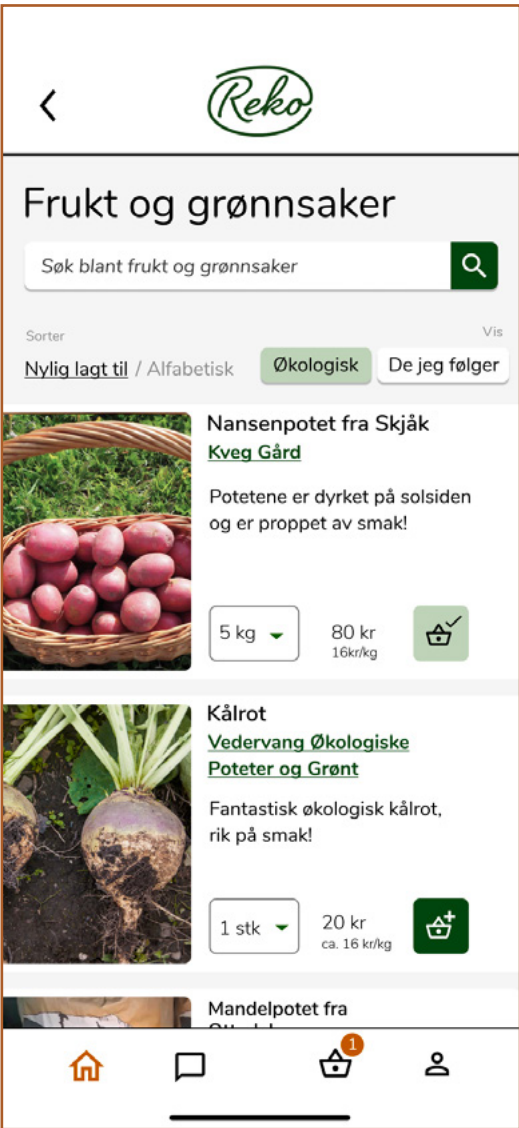 Reko
Frukt og grønnsaker
Søk blant frukt og grønnsaker
Sorter
Vis
Nylig lagt til / Alfabetisk
Økologisk
De jeg følger
Nansenpotet fra Skjåk
Kveg Gård
Potetene er dyrket på solsiden
og er proppet av smak!
5 kg
80 kr
16kr/kg
Kålrot
Vedervang Økologiske
Poteter og Grønt
Fantastisk økologisk kålrot,
rik på smak!
1 stk
20 kr
ca. 16 kr/kg
Mandelpotet fra
1